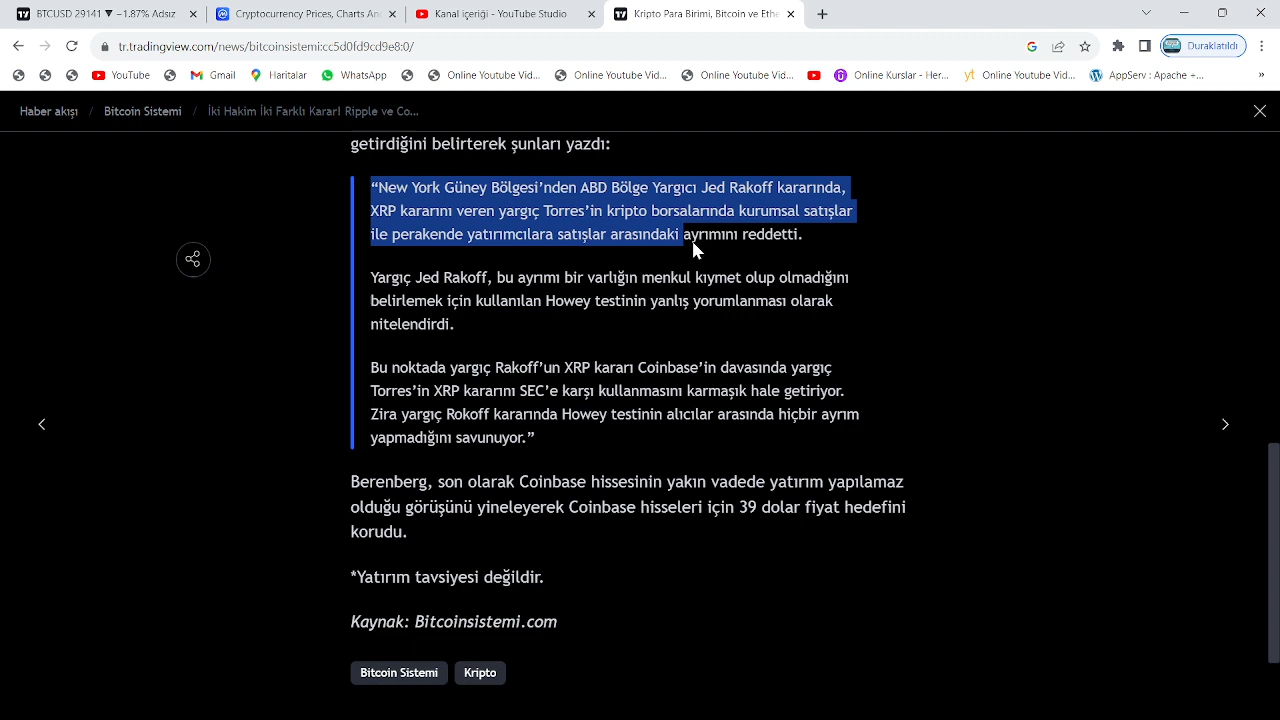 BTCUSD 29141 ▼ −1.87% Adsız
Cryptocurrency Prices, Charts An
Kanal içeriği - YouTube Studio
Kripto Para Birimi, Bitcoin ve Ethe
tr.tradingview.com/news/bitcoinsistemi:cc5d0fd9cd9e8:0/
Duraklatıldı
YouTube
Gmail
Haritalar
WhatsApp
Online Youtube Vid...
Online Youtube Vid...
Online Youtube Vid...
Online Kurslar - Her...
Online Youtube Vid...
AppServ : Apache +...
Haber akışı / Bitcoin Sistemi / İki Hakim İki Farklı Karar! Ripple ve Co...
getirdiğini belirterek şunları yazdı:
“New York Güney Bölgesi’nden ABD Bölge Yargıcı Jed Rakoff kararında,
XRP kararını veren yargıç Torres’in kripto borsalarında kurumsal satışlar
ile perakende yatırımcılara satışlar arasındaki ayrımını reddetti.
Yargıç Jed Rakoff, bu ayrımı bir varlığın menkul kıymet olup olmadığını
belirlemek için kullanılan Howey testinin yanlış yorumlanması olarak
nitelendirdi.
Bu noktada yargıç Rakoff’un XRP kararı Coinbase’in davasında yargıç
Torres’in XRP kararını SEC’e karşı kullanmasını karmaşık hale getiriyor.
Zira yargıç Rokoff kararında Howey testinin alıcılar arasında hiçbir ayrım
yapmadığını savunuyor.”
Berenberg, son olarak Coinbase hissesinin yakın vadede yatırım yapılamaz
olduğu görüşünü yineleyerek Coinbase hisseleri için 39 dolar fiyat hedefini
korudu.
*Yatırım tavsiyesi değildir.
Kaynak: Bitcoinsistemi.com
Bitcoin Sistemi
Kripto